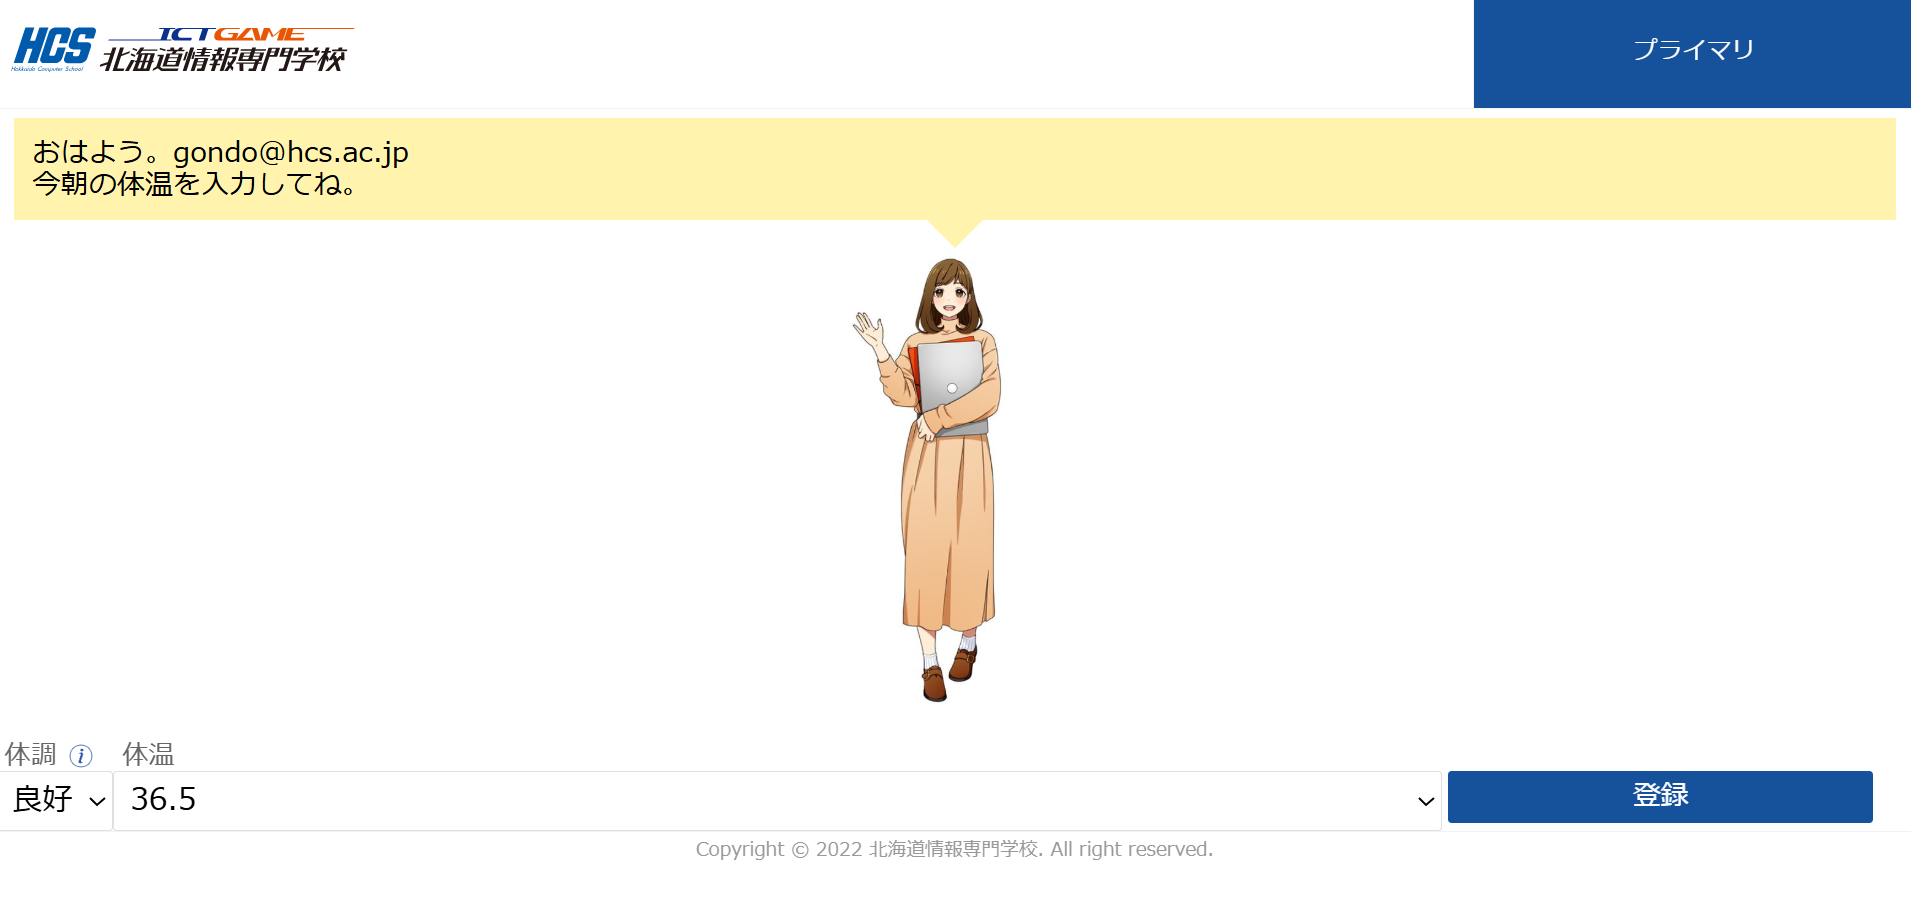 HCS
Hokkaido Computer School
ICTGAME
北海道情報専門学校
プライマリ
おはよう。gondo@hcs.ac.jp
今朝の体温を入力してね。
体調 i 体温
良好 36.5 登録
Copyright © 2022 北海道情報専門学校. All right reserved.